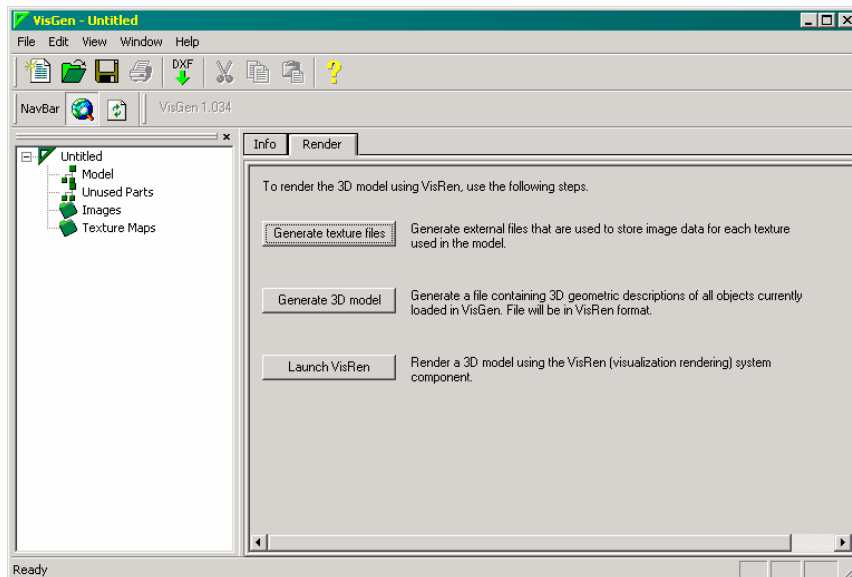 VisGen - Untitled
File Edit View Window Help
DXF
NavBar VisGen 1.034
Untitled
Model
Unused Parts
Images
Texture Maps
Info Render
To render the 3D model using VisRen, use the following steps.
Generate texture files
Generate external files that are used to store image data for each texture
used in the model.
Generate 3D model
Generate a file containing 3D geometric descriptions of all objects currently
loaded in VisGen. File will be in VisRen format.
Launch VisRen
Render a 3D model using the VisRen (visualization rendering) system
component.
Ready